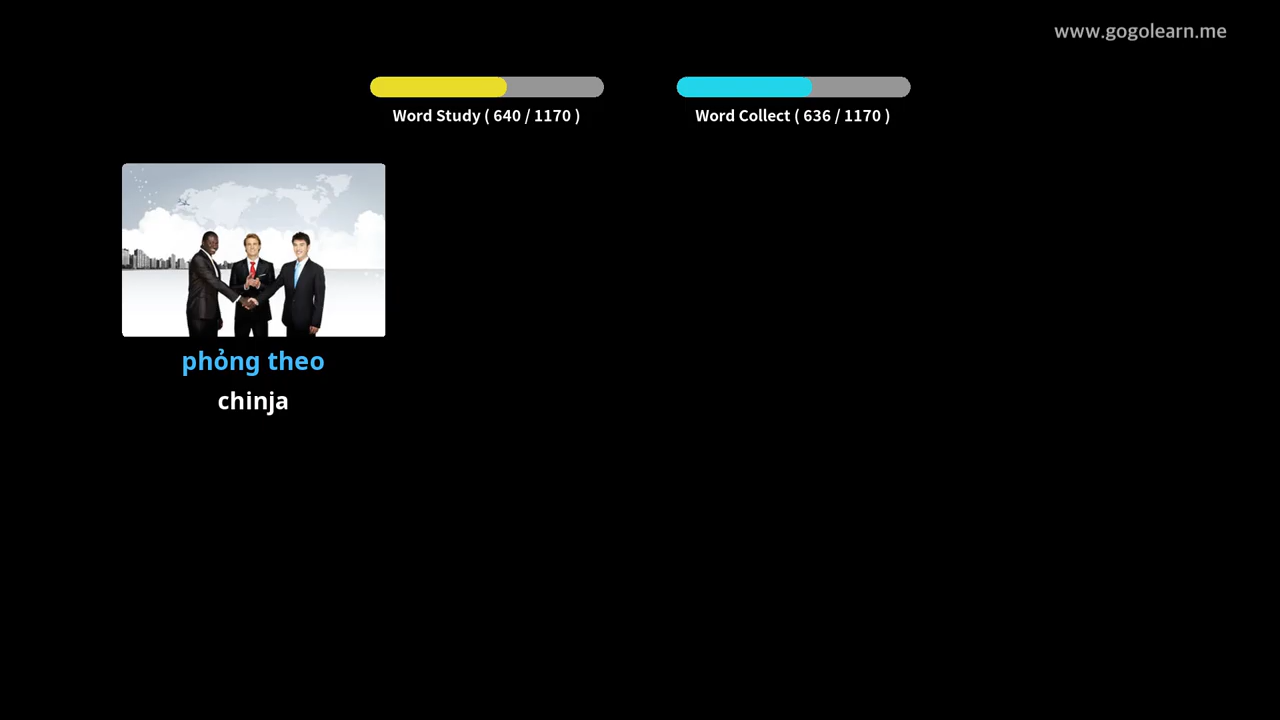 www.gogolearn.me
Word Study ( 640 / 1170 )
Word Collect ( 636 / 1170 )
phỏng theo
chinja